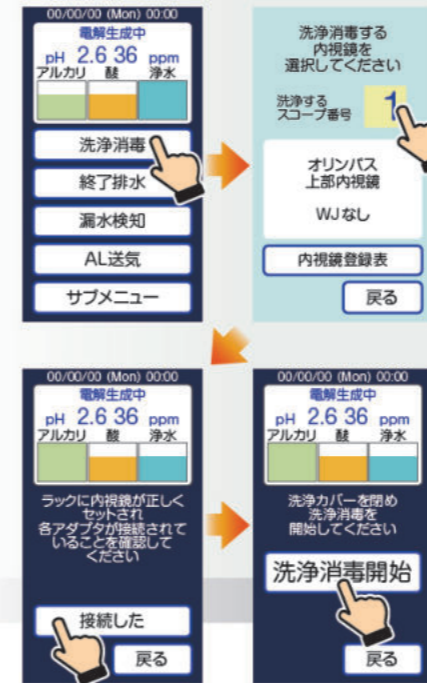 00/00/00 (Mon) 00:00
電解生成中
pH 2.6 36 ppm
アルカリ 酸 浄水
洗浄消毒
終了排水
漏水検知
AL送気
サブメニュー
洗浄消毒する
内視鏡を
選択してください
洗浄する
スコープ番号
1
オリンパス
上部内視鏡
WJなし
内視鏡登録表
戻る
00/00/00 (Mon) 00:00
電解生成中
pH 2.6 36 ppm
アルカリ 酸 浄水
ラックに内視鏡が正しく
セットされ
各アダプタが接続されて
いることを確認して
ください
接続した
戻る
00/00/00 (Mon) 00:00
電解生成中
pH 2.6 36 ppm
アルカリ 酸 浄水
洗浄カバーを閉め
洗浄消毒を
開始してください
洗浄消毒開始
戻る